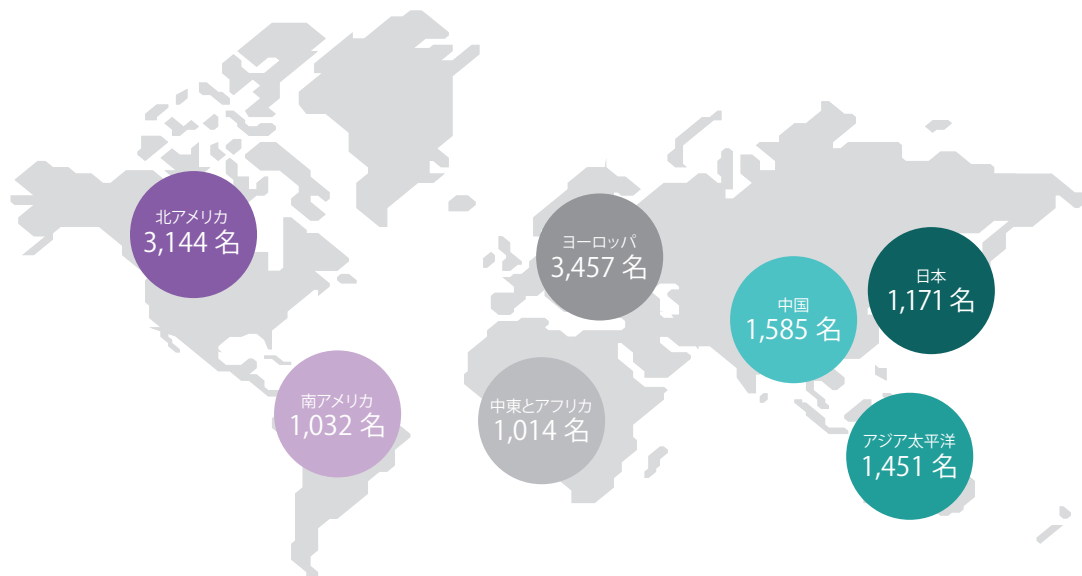 北アメリカ
3,144 名
ヨーロッパ
3,457 名
日本
1,171 名
中国
1,585 名
南アメリカ
1,032 名
中東とアフリカ
1,014 名
アジア太平洋
1,451 名